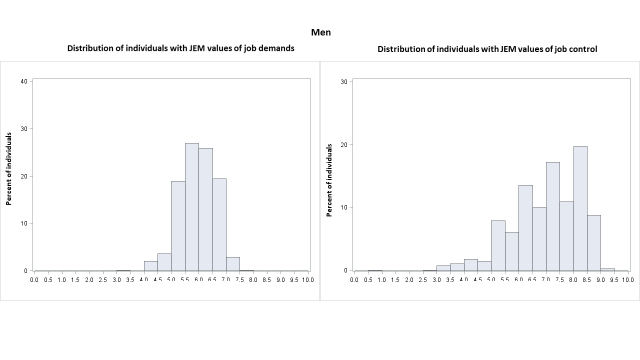 Men
Distribution of individuals with JEM values of job demands
Distribution of individuals with JEM values of job control
Percent of individuals
40
30
20
10
0
0.0 0.5 1.0 1.5 2.0 2.5 3.0 3.5 4.0 4.5 5.0 5.5 6.0 6.5 7.0 7.5 8.0 8.5 9.0 9.5 10.0
Percent of individuals
30
20
10
0
0.0 0.5 1.0 1.5 2.0 2.5 3.0 3.5 4.0 4.5 5.0 5.5 6.0 6.5 7.0 7.5 8.0 8.5 9.0 9.5 10.0